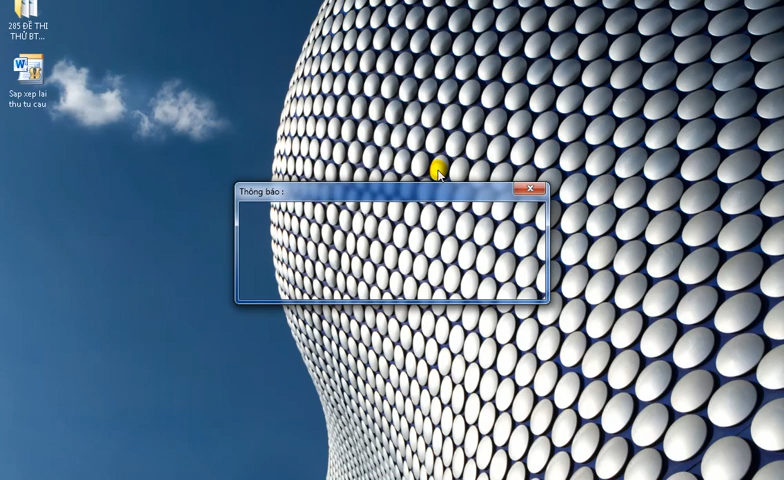 285 ĐỀ THI
THỬ BT...
Sap xep lai
thu tu cau
Thông báo :